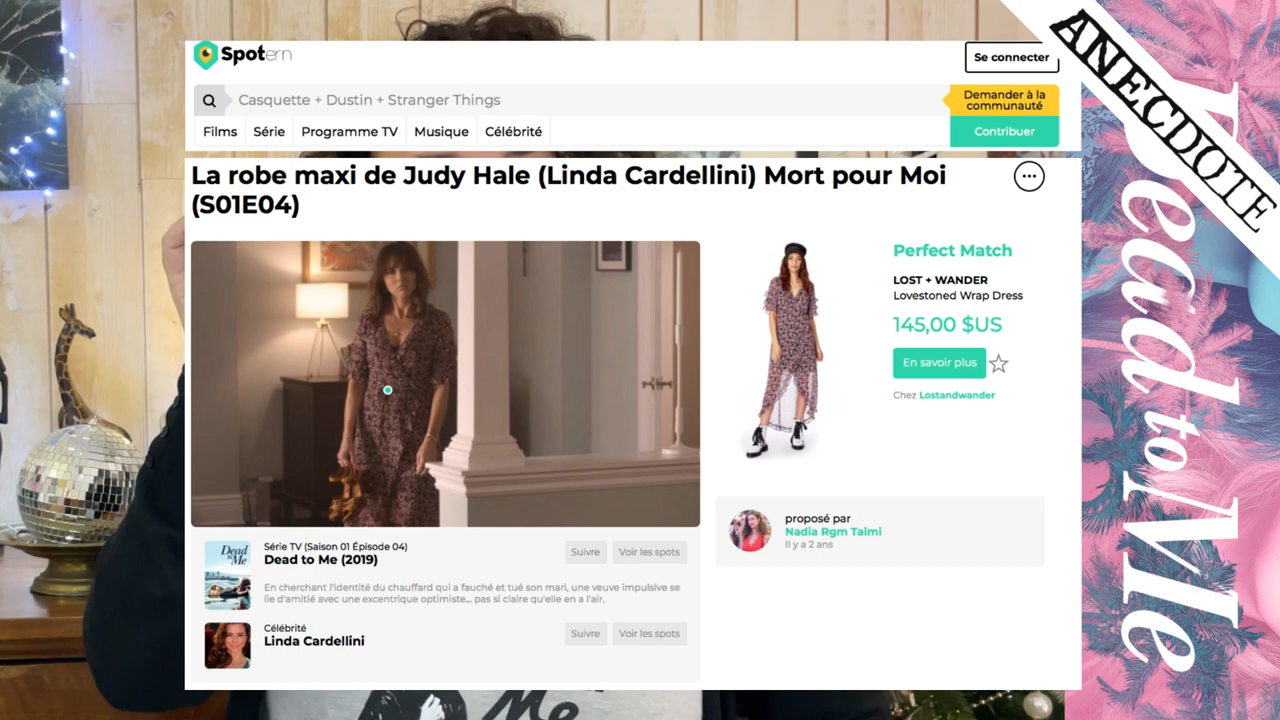 Spotern
Se connecter
Casquette + Dustin + Stranger Things
Demander à la
communauté
Films
Série
Programme TV
Musique
Célébrité
Contribuer
La robe maxi de Judy Hale (Linda Cardellini) Mort pour Moi
(S01E04)
Perfect Match
LOST + WANDER
Lovestoned Wrap Dress
145,00 $US
En savoir plus
Chez Lostandwander
proposé par
Nadia Rgm Taïmi
Il y a 2 ans
Dead
to Me
Série TV (Saison 01 Épisode 04)
Dead to Me (2019)
Suivre
Voir les spots
En cherchant l'identité du chauffard qui a fauché et tué son mari, une veuve impulsive se
lie d'amitié avec une excentrique optimiste... pas si claire qu'elle en a l'air.
Célébrité
Linda Cardellini
Suivre
Voir les spots
ANECDOTE
Dead to Me
Me